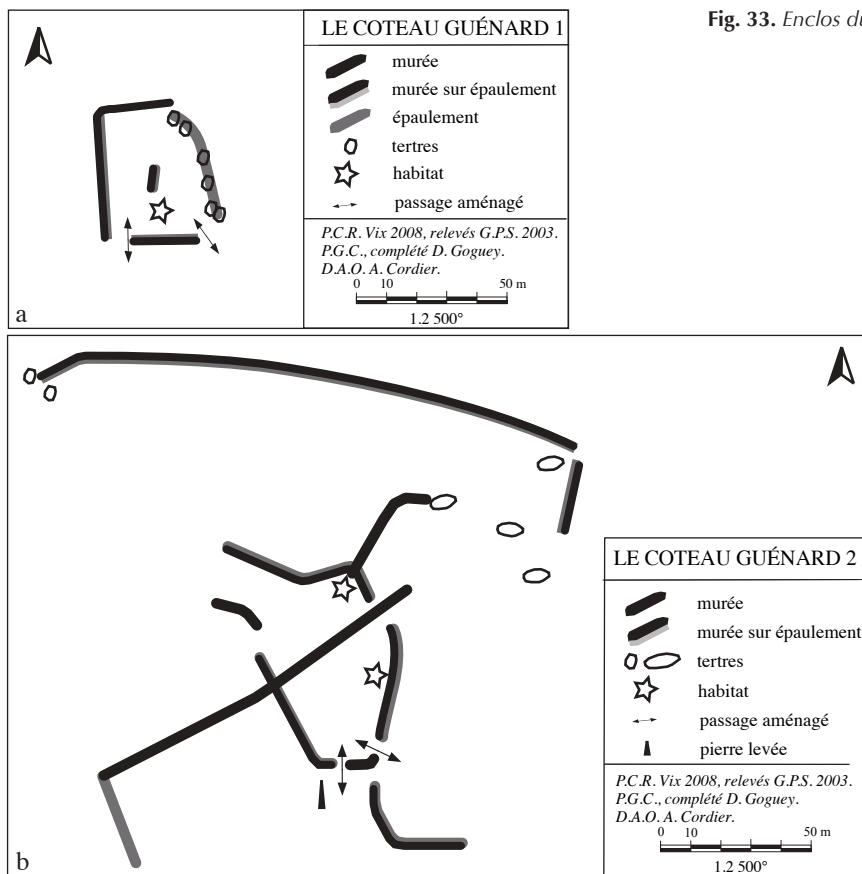 Fig. 33. Enclos du
LE COTEAU GUÉNARD 1
murée
murée sur épaulement
épaulement
tertres
habitat
passage aménagé
P.C.R. Vix 2008, relevés G.P.S. 2003.
P.G.C., complété D. Goguey.
D.A.O. A. Cordier.
0 10 50 m
1.2 500°
a
LE COTEAU GUÉNARD 2
murée
murée sur épaulement
tertres
habitat
passage aménagé
pierre levée
P.C.R. Vix 2008, relevés G.P.S. 2003.
P.G.C., complété D. Goguey.
D.A.O. A. Cordier.
0 10 50 m
1.2 500°
b